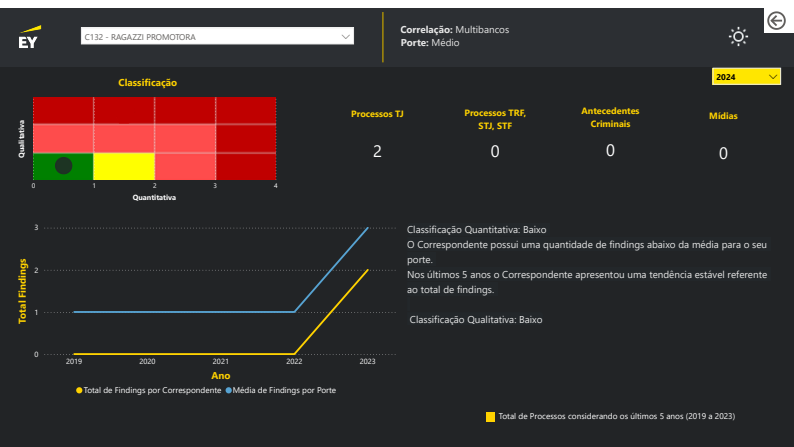 EY
C132 - RAGAZZI PROMOTORA
Correlação: Multibancos
Porte: Médio
2024
Classificação
Qualitativa
0 1 2 3 4
Quantitativa
Processos TJ
2
Processos TRF,
STJ, STF
0
Antecedentes
Criminais
0
Mídias
0
Total Findings
3
2
1
0
2019 2020 2021 2022 2023
Ano
Total de Findings por Correspondente Média de Findings por Porte
Classificação Quantitativa: Baixo
O Correspondente possui uma quantidade de findings abaixo da média para o seu
porte.
Nos últimos 5 anos o Correspondente apresentou uma tendência estável referente
ao total de findings.
Classificação Qualitativa: Baixo
Total de Processos considerando os últimos 5 anos (2019 a 2023)